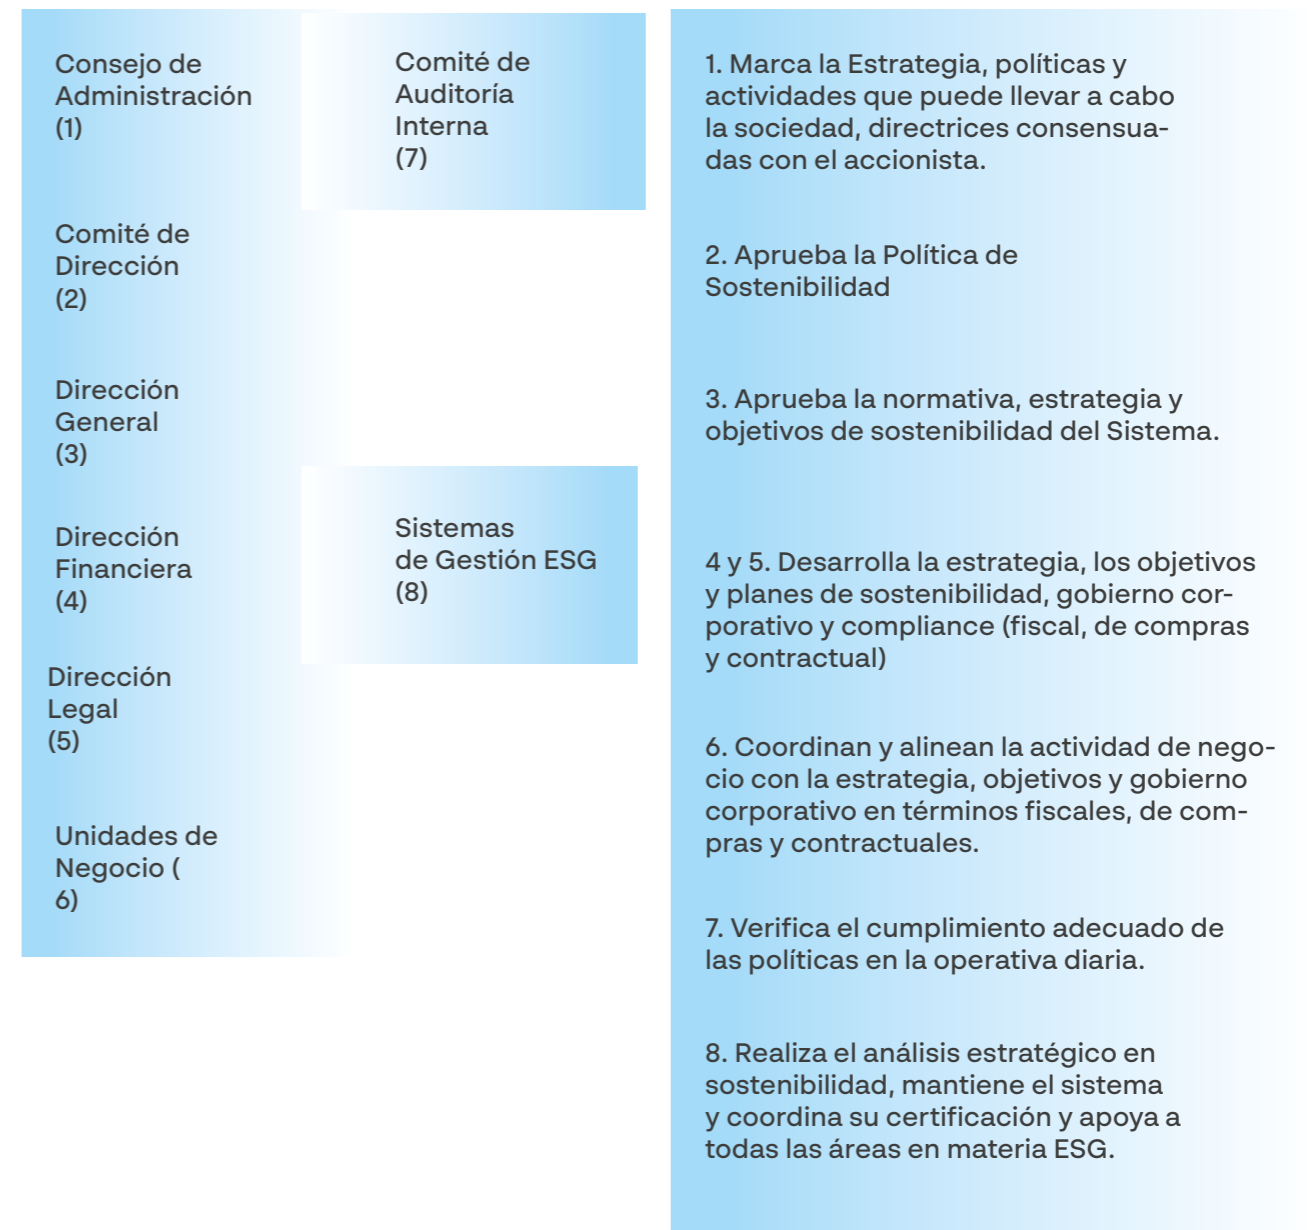 Consejo de
Administración
(1)
Comité de
Dirección
(2)
Dirección
General
(3)
Dirección
Financiera
(4)
Dirección
Legal
(5)
Unidades de
Negocio (
6)
Comité de
Auditoría
Interna
(7)
Sistemas
de Gestión ESG
(8)
1. Marca la Estrategia, políticas y
actividades que puede llevar a cabo
la sociedad, directrices consensua-
das con el accionista.
2. Aprueba la Política de
Sostenibilidad
3. Aprueba la normativa, estrategia y
objetivos de sostenibilidad del Sistema.
4 y 5. Desarrolla la estrategia, los objetivos
y planes de sostenibilidad, gobierno cor-
porativo y compliance (fiscal, de compras
y contractual)
6. Coordinan y alinean la actividad de nego-
cio con la estrategia, objetivos y gobierno
corporativo en términos fiscales, de com-
pras y contractuales.
7. Verifica el cumplimiento adecuado de
las políticas en la operativa diaria.
8. Realiza el análisis estratégico en
sostenibilidad, mantiene el sistema
y coordina su certificación y apoya a
todas las áreas en materia ESG.